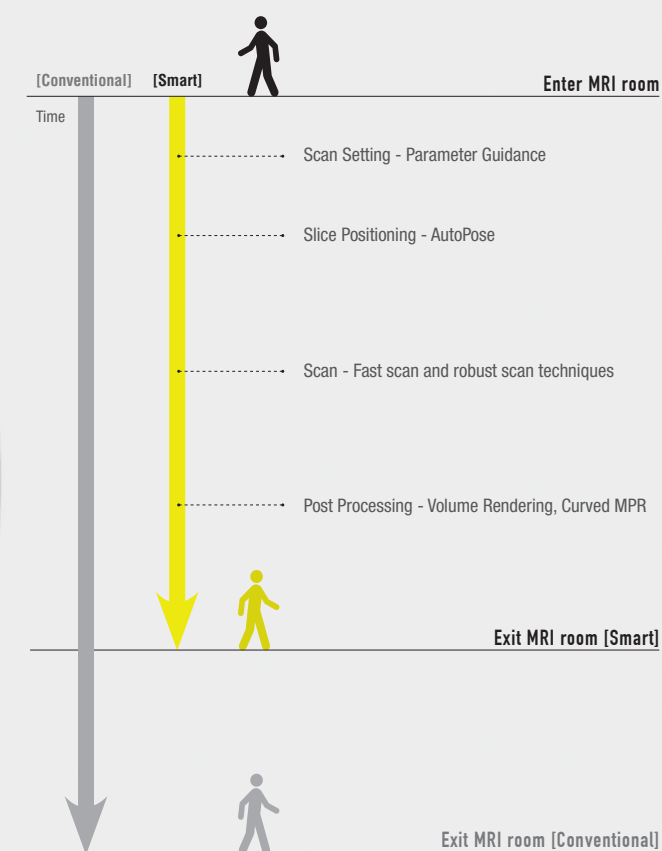 [Conventional] [Smart] Enter MRI room
Time
Scan Setting - Parameter Guidance
Slice Positioning - AutoPose
Scan - Fast scan and robust scan techniques
Post Processing - Volume Rendering, Curved MPR
Exit MRI room [Smart]
Exit MRI room [Conventional]